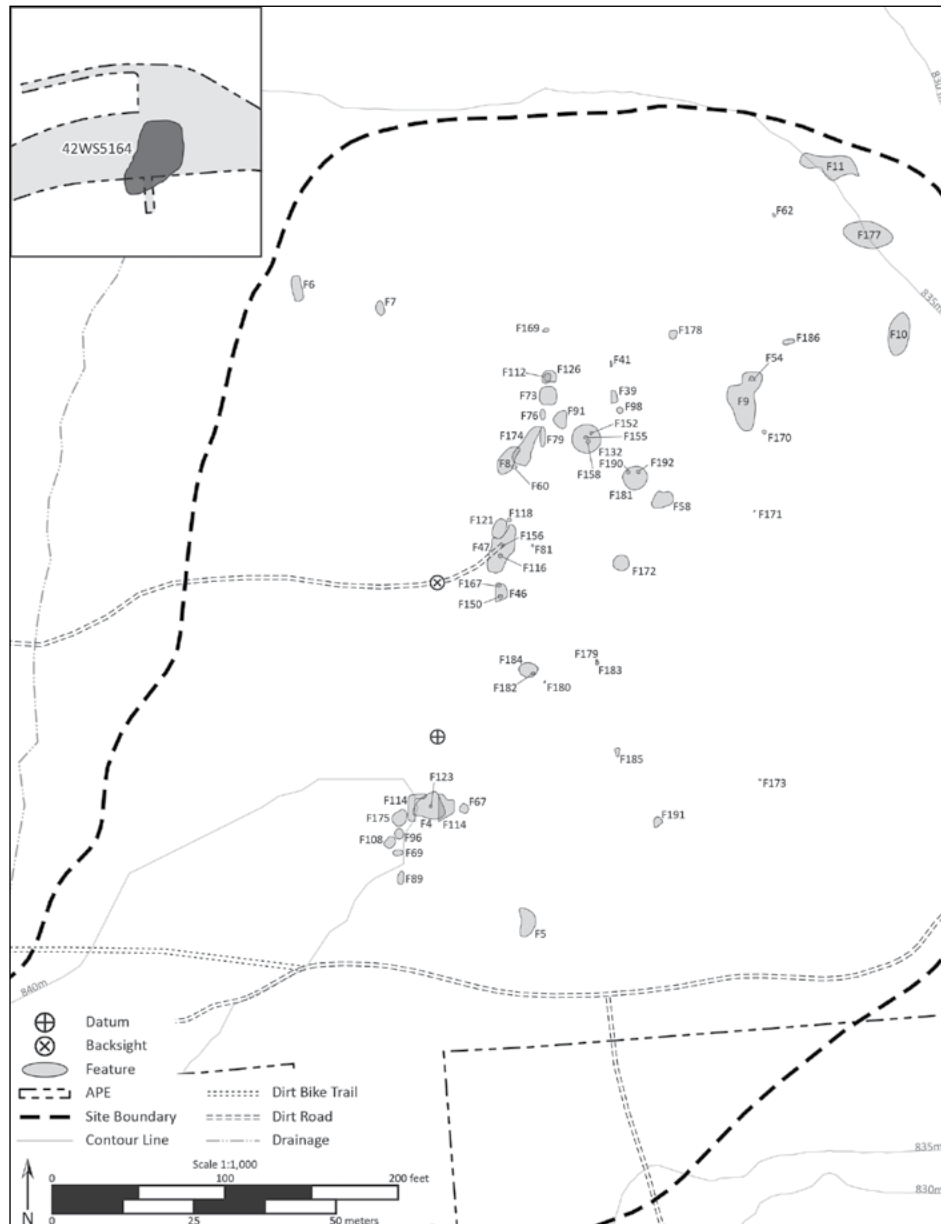 42WS5164
830 m
F11
F62
F177
835m
F6
F7
F10
F169
F178
F186
F41
F54
F112
F126
F73
F39
F9
F98
F76
F91
F152
F170
F174
F79
F155
F132
F8
F158
F190
F192
F60
F181
F58
F118
F171
F121
F156
F47
F81
F116
F172
F167
F46
F150
F184
F179
F183
F182
F180
F185
F123
F173
F114
F67
F175
F4
F114
F191
F96
F108
F69
F89
F5
840m
Datum
Backsight
Feature
APE
Dirt Bike Trail
Site Boundary
Dirt Road
Contour Line
Drainage
835m
830m
Scale 1:1,000
0 100 200 feet
N
0 25 50 meters